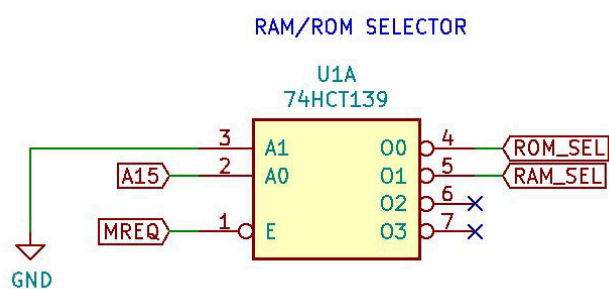 RAM/ROM SELECTOR
U1A
74HCT139
3 A1 O0 4 ROM_SEL
A15 2 A0 O1 5 RAM_SEL
O2 6
MREQ 1 E O3 7
GND